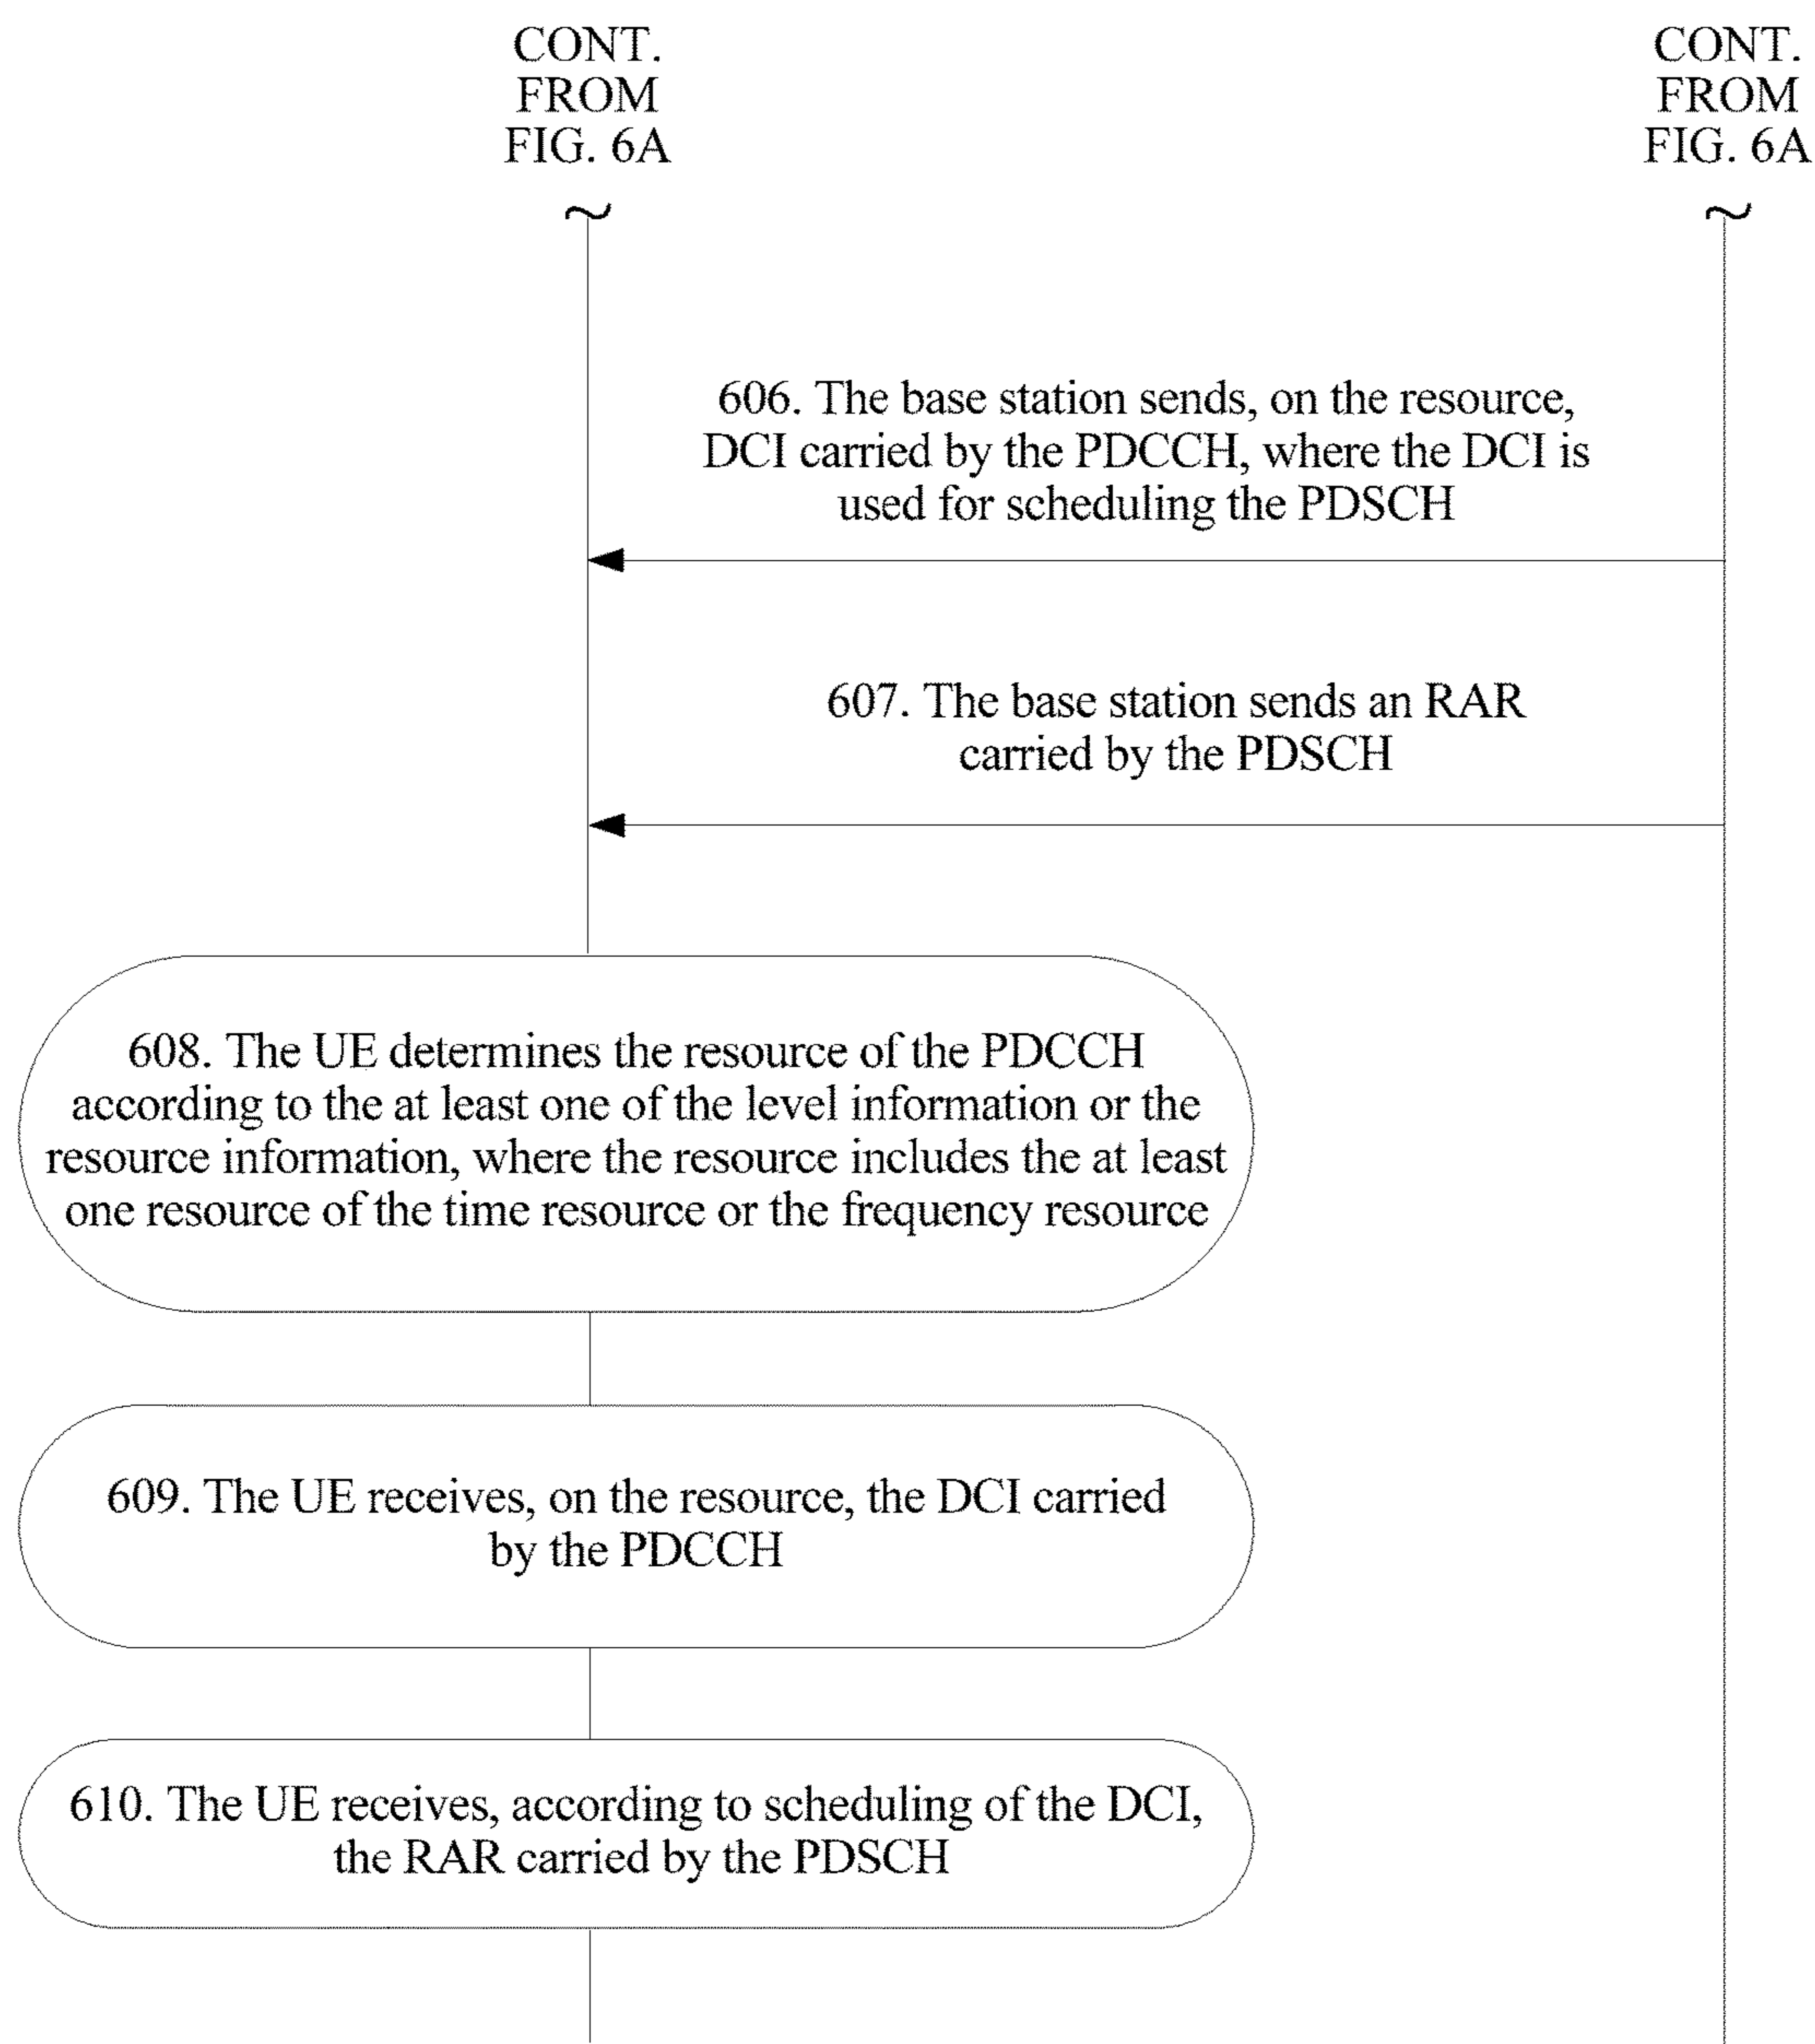 CONT.
FROM
FIG. 6A
CONT.
FROM
FIG. 6A
606. The base station sends, on the resource,
DCI carried by the PDCCH, where the DCI is
used for scheduling the PDSCH
607. The base station sends an RAR
carried by the PDSCH
608. The UE determines the resource of the PDCCH
according to the at least one of the level information or the
resource information, where the resource includes the at least
one resource of the time resource or the frequency resource
609. The UE receives, on the resource, the DCI carried
by the PDCCH
610. The UE receives, according to scheduling of the DCI,
the RAR carried by the PDSCH